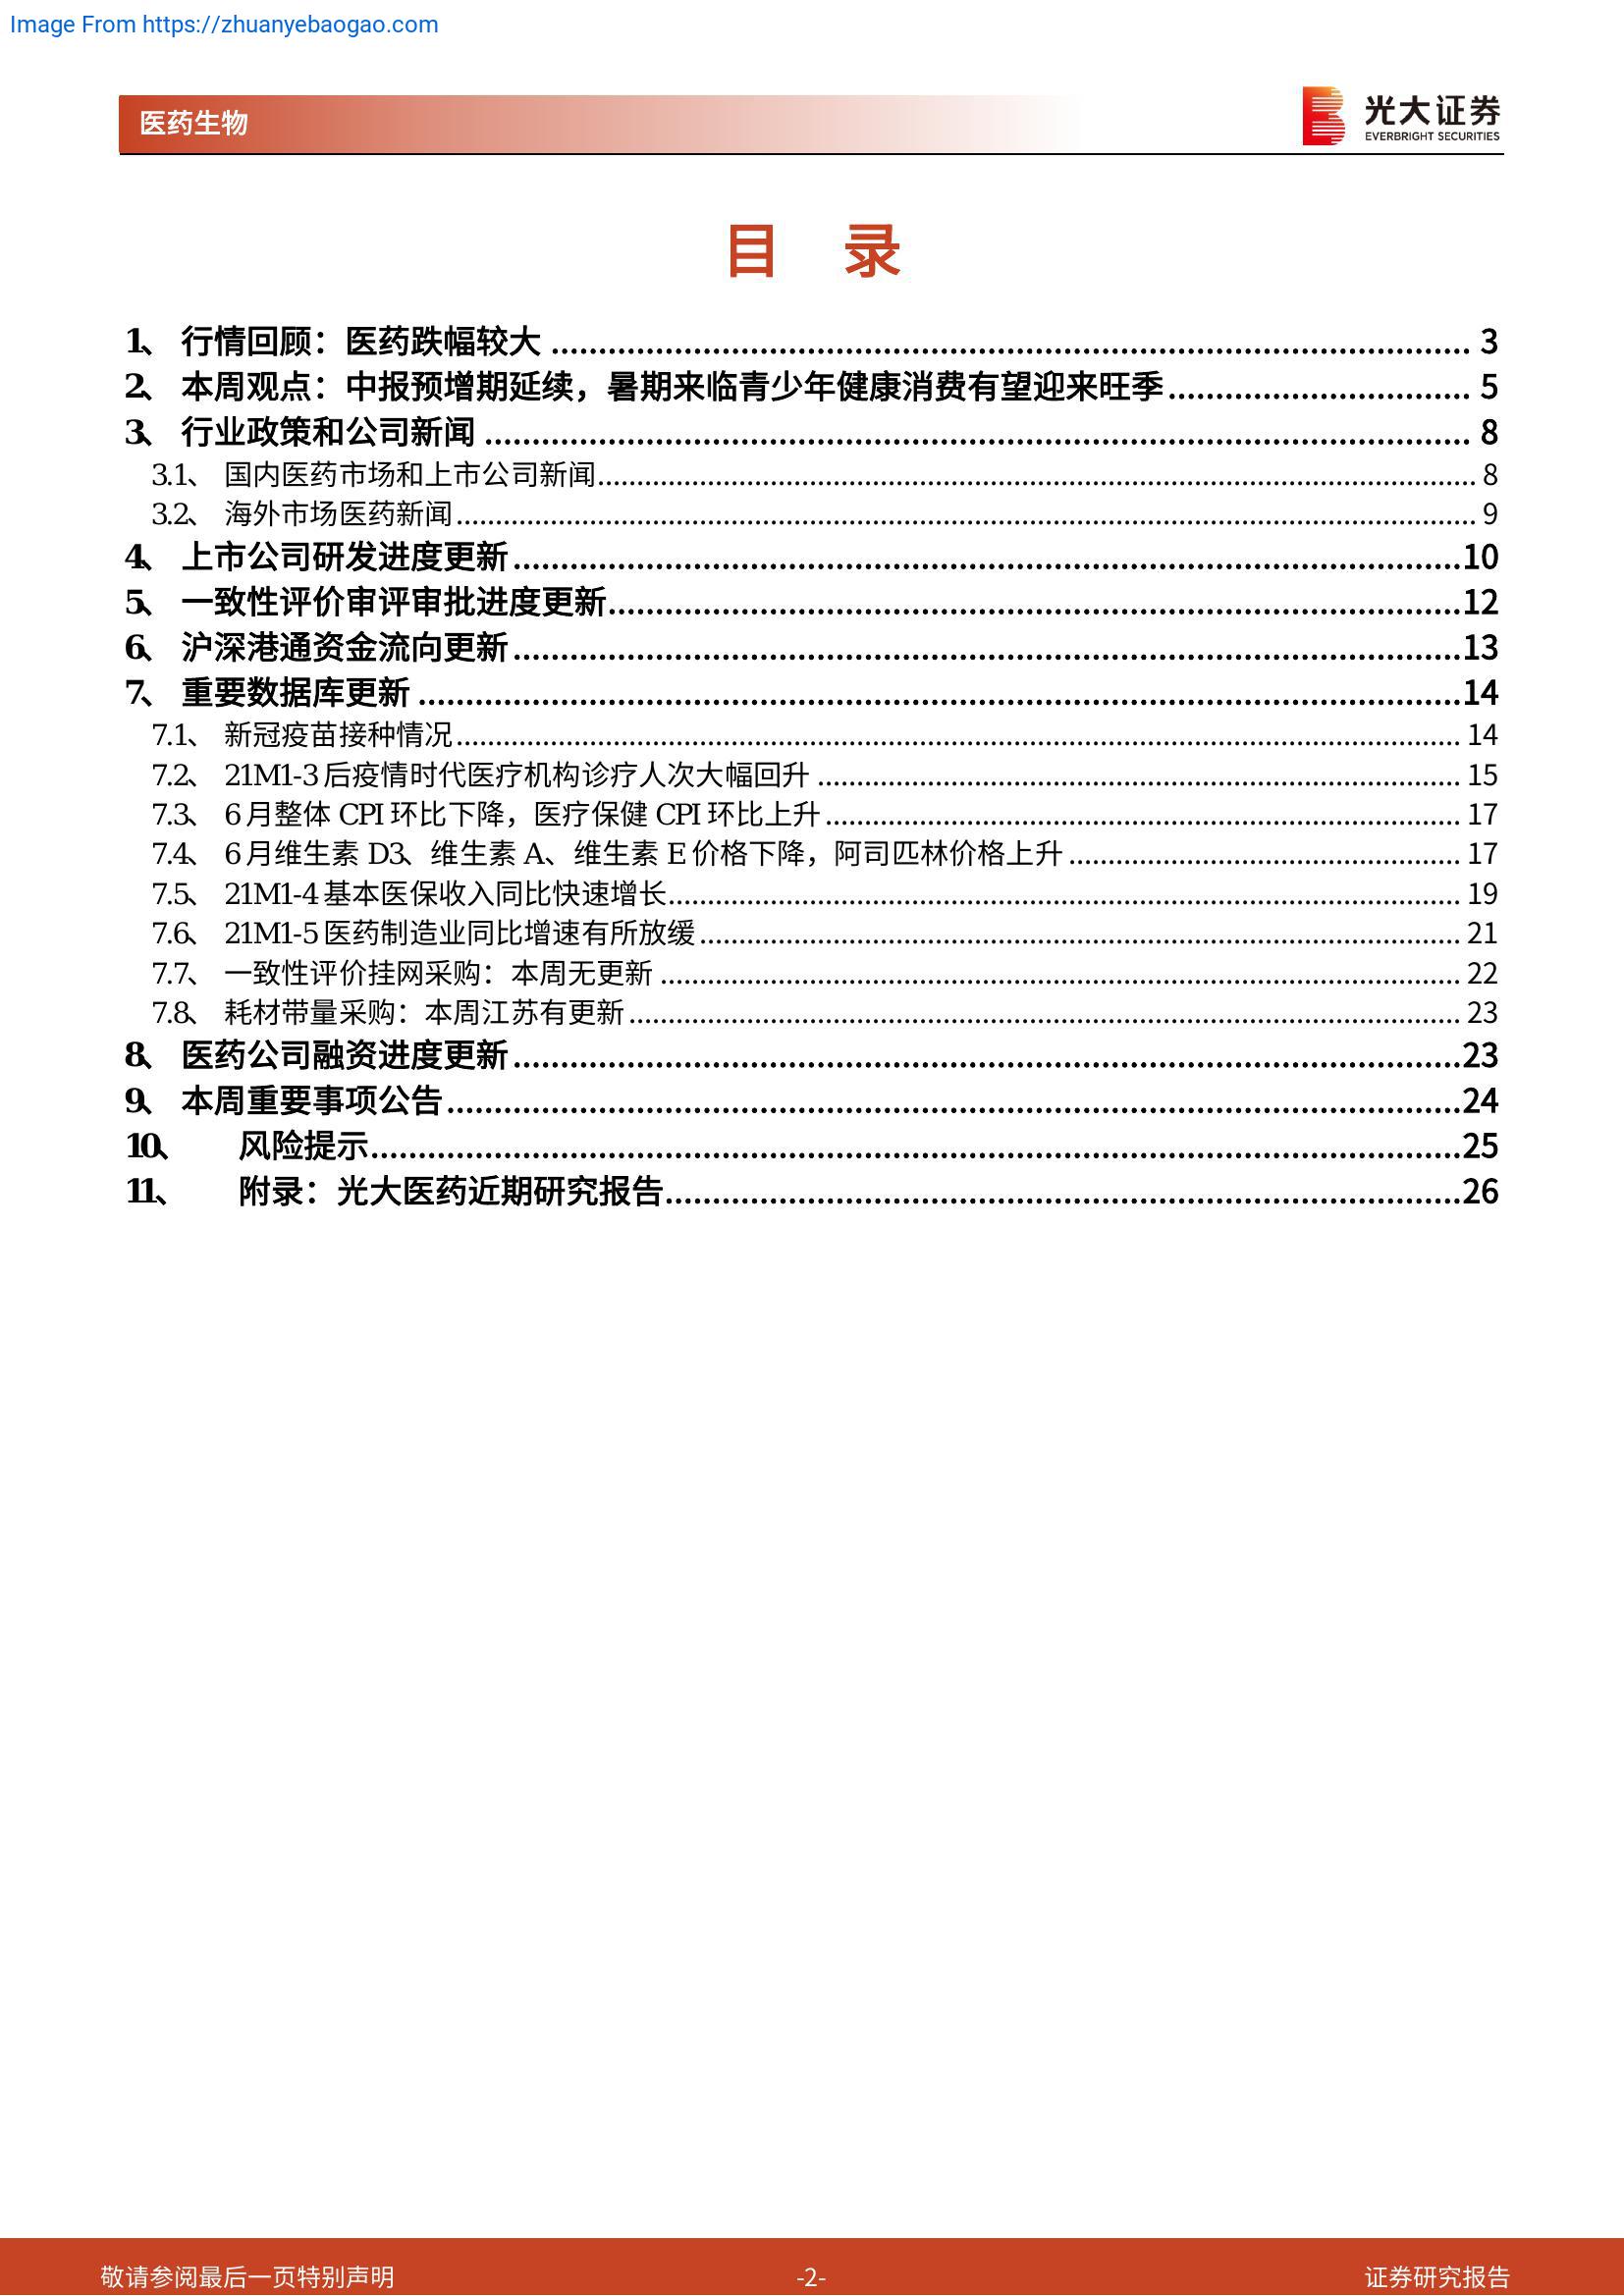 Image From https://zhuanyebaogao.com
医药生物
光大证券
EVERBRIGHT SECURITIES
目 录
1、 行情回顾：医药跌幅较大 3
2、 本周观点：中报预增期延续，暑期来临青少年健康消费有望迎来旺季 5
3、 行业政策和公司新闻 8
3.1、 国内医药市场和上市公司新闻 8
3.2、 海外市场医药新闻 9
4、 上市公司研发进度更新 10
5、 一致性评价审评审批进度更新 12
6、 沪深港通资金流向更新 13
7、 重要数据库更新 14
7.1、 新冠疫苗接种情况 14
7.2、 21M1-3 后疫情时代医疗机构诊疗人次大幅回升 15
7.3、 6 月整体 CPI 环比下降，医疗保健 CPI 环比上升 17
7.4、 6 月维生素 D3、维生素 A、维生素 E 价格下降，阿司匹林价格上升 17
7.5、 21M1-4 基本医保收入同比快速增长 19
7.6、 21M1-5 医药制造业同比增速有所放缓 21
7.7、 一致性评价挂网采购：本周无更新 22
7.8、 耗材带量采购：本周江苏有更新 23
8、 医药公司融资进度更新 23
9、 本周重要事项公告 24
10、 风险提示 25
11、 附录：光大医药近期研究报告 26
敬请参阅最后一页特别声明 -2- 证券研究报告